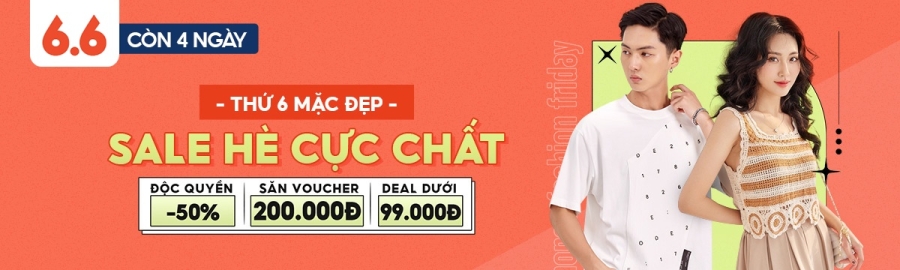 6.6
CÒN 4 NGÀY
- THỨ 6 MẶC ĐẸP -
SALE HÈ CỰC CHẤT
ĐỘC QUYỀN
-50%
SĂN VOUCHER
200.000Đ
DEAL DƯỚI
99.000Đ
fashion friday